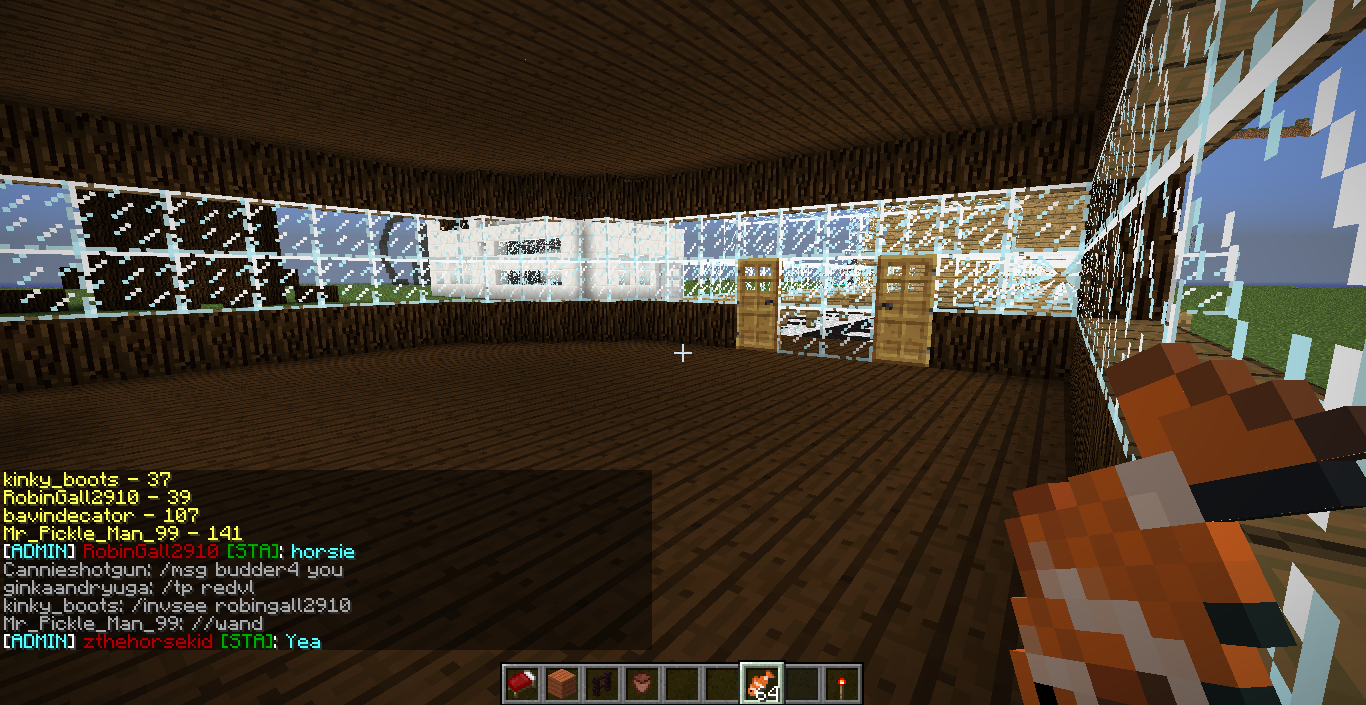 kinky_boots - 37
RobinGall2910 - 39
bavindecator - 107
Mr_Pickle_Man_99 - 141
[ADMIN] RobinGall2910 [STA]: horsie
Cannieshotgun: /msg budder4 you
ginkaandryuga: /tp redvl
kinky_boots: /invsee robingall2910
Mr_Pickle_Man_99: //wand
[ADMIN] zthehorsekid [STA]: Yea
64